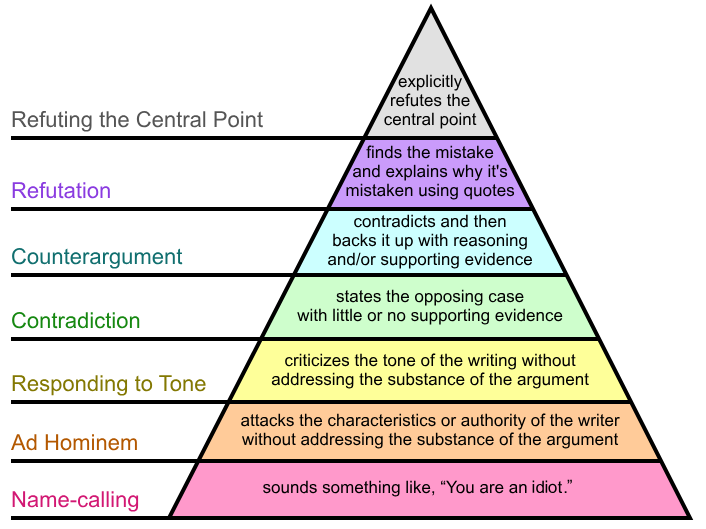 explicitly
refutes the
central point
Refuting the Central Point
finds the mistake
and explains why it's
mistaken using quotes
Refutation
contradicts and then
backs it up with reasoning
and/or supporting evidence
Counterargument
states the opposing case
with little or no supporting evidence
Contradiction
criticizes the tone of the writing without
addressing the substance of the argument
Responding to Tone
attacks the characteristics or authority of the writer
without addressing the substance of the argument
Ad Hominem
sounds something like, “You are an idiot.”
Name-calling